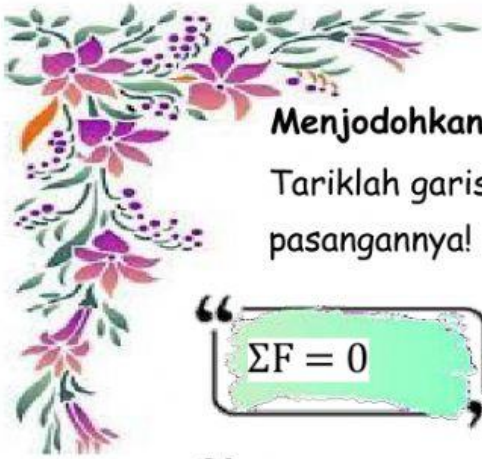 Menjodohkan
Tariklah garis
pasangannya!
ΣF = 0